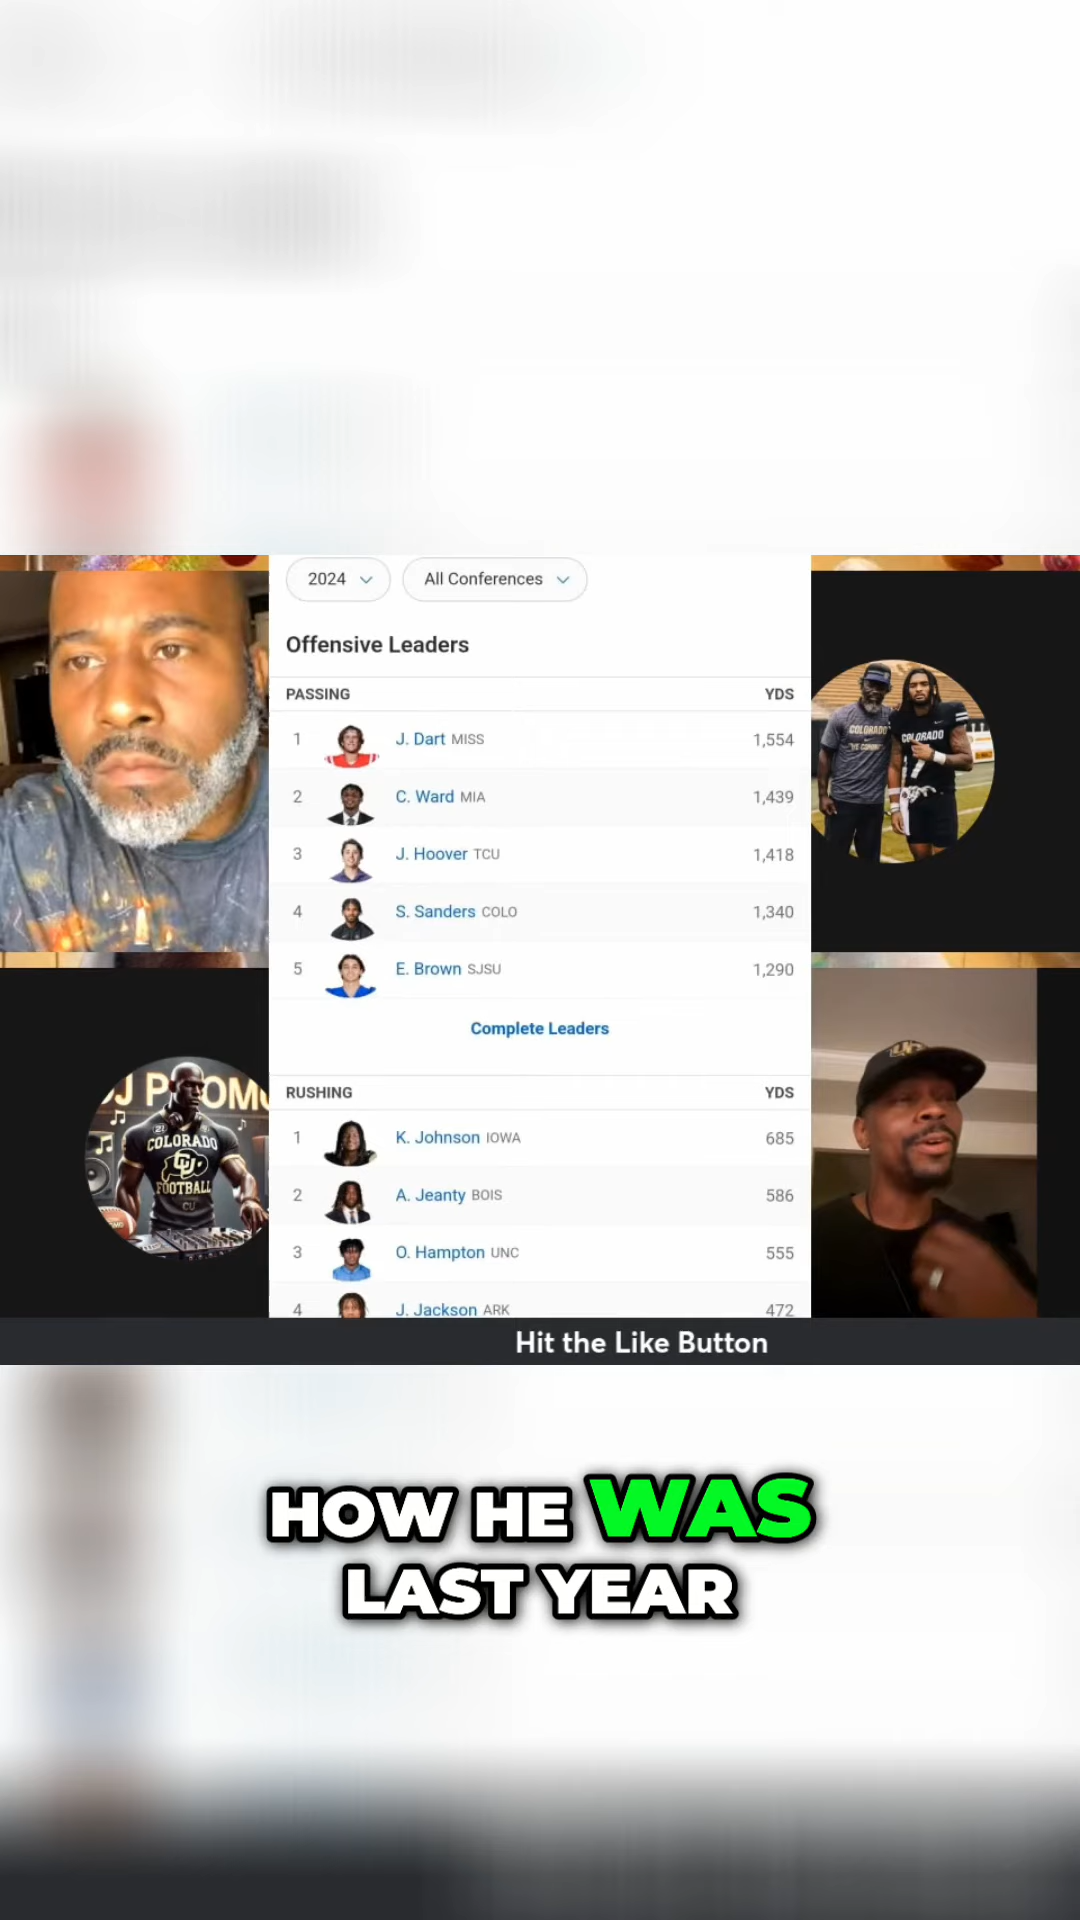 2024
All Conferences
Offensive Leaders
PASSING YDS
1 J. Dart MISS 1,554
2 C. Ward MIA 1,439
3 J. Hoover TCU 1,418
4 S. Sanders COLO 1,340
5 E. Brown SJSU 1,290
Complete Leaders
RUSHING YDS
1 K. Johnson IOWA 685
2 A. Jeanty BOIS 586
3 O. Hampton UNC 555
4 J. Jackson ARK 472
COLORADO
COLORADO
COLORADO
CU
FOOTBALL
CU
Hit the Like Button
HOW HE WAS
LAST YEAR